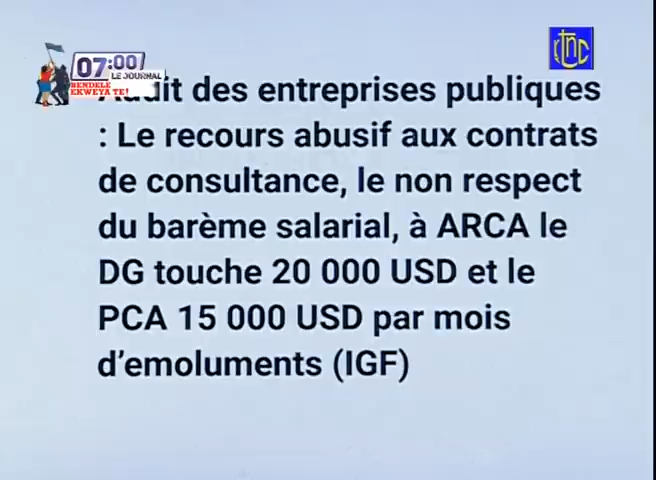 07:00
LE JOURNAL
BENDELE
EKWEYA TE!
rtnc
Audit des entreprises publiques
: Le recours abusif aux contrats
de consultance, le non respect
du barème salarial, à ARCA le
DG touche 20 000 USD et le
PCA 15 000 USD par mois
d’emoluments (IGF)